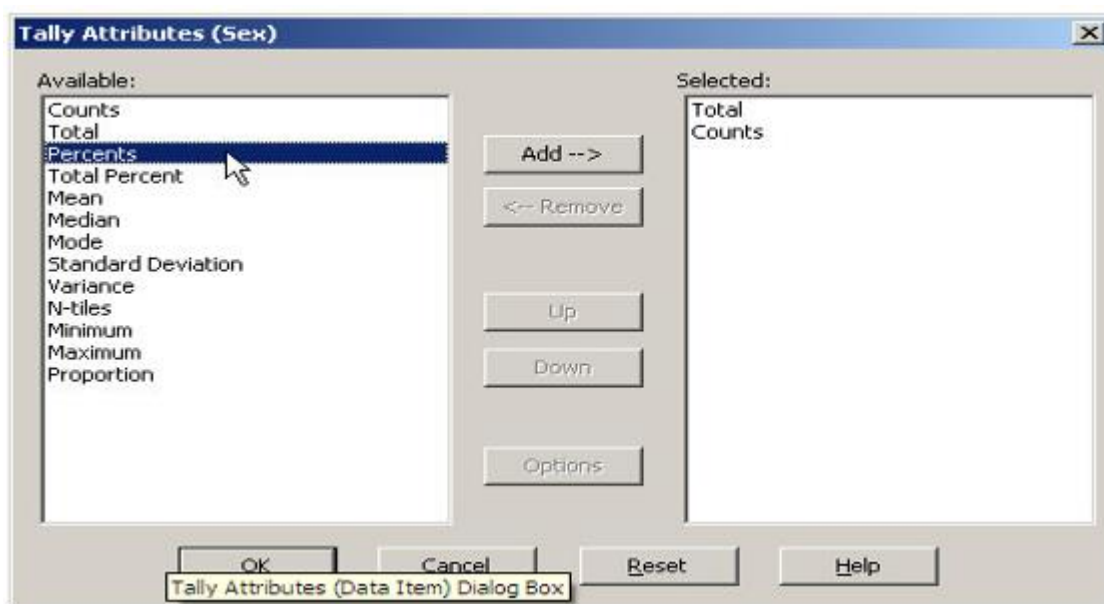 Tally Attributes (Sex)
Available:
Counts
Total
Percents
Total Percent
Mean
Median
Mode
Standard Deviation
Variance
N-tiles
Minimum
Maximum
Proportion
Add -->
<-- Remove
Up
Down
Options
Selected:
Total
Counts
OK
Cancel
Reset
Help
Tally Attributes (Data Item) Dialog Box